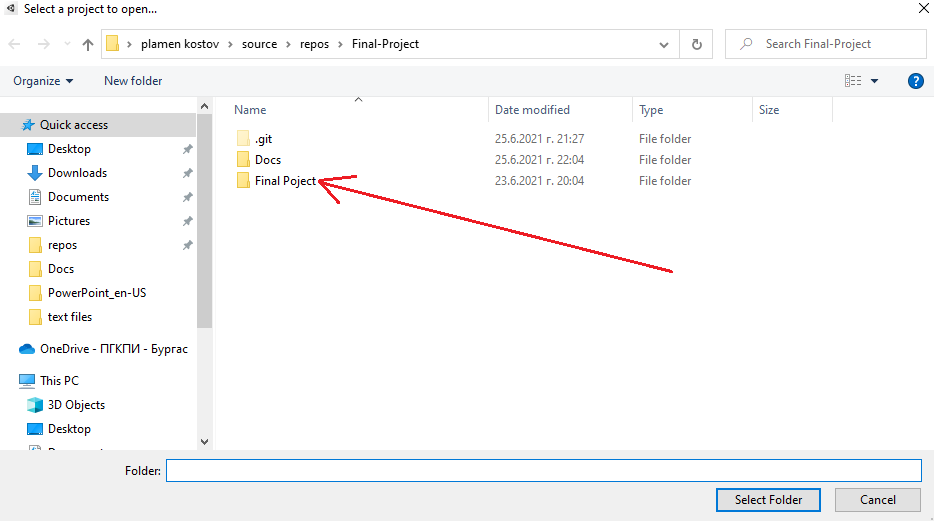 Select a project to open...
plamen kostov
source
repos
Final-Project
Search Final-Project
Organize
New folder
?
Name
Date modified
Type
Size
Quick access
Desktop
Downloads
Documents
Pictures
repos
Docs
PowerPoint_en-US
text files
OneDrive - ПГКПИ - Бургас
This PC
3D Objects
Desktop
.git 25.6.2021 г. 21:27 File folder
Docs 25.6.2021 г. 22:04 File folder
Final Poject 23.6.2021 г. 20:04 File folder
Folder:
Select Folder
Cancel